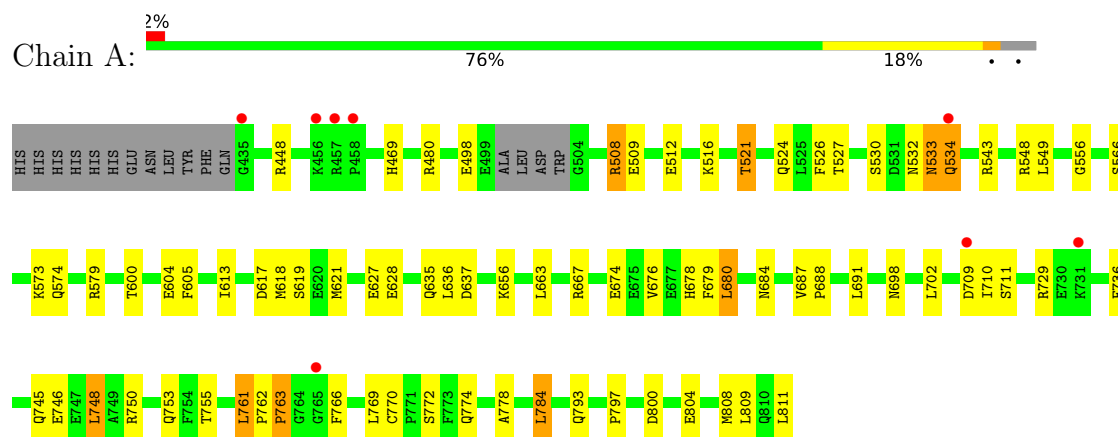 2%
Chain A:
76% 18% • •
HIS HIS HIS HIS HIS HIS GLU ASN LEU TYR PHE GLN G435 R448 K456 R457 P458 H469 R480 E498 E499 ALA LEU ASP TRP G504 R508 E509 E512 K516 T521 Q524 L525 F526 T527 S530 D531 N532 N533 Q534 R543 R548 L549 G556 S566
K573 Q574 R579 T600 E604 F605 I613 D617 M618 S619 E620 M621 E627 E628 Q635 L636 D637 K656 L663 R667 E674 E675 V676 E677 H678 F679 L680 N684 V687 P688 L691 N698 L702 D709 I710 S711 R729 E730 K731
Q745 E746 E747 L748 A749 R750 Q753 F754 T755 L761 P762 P763 G764 G765 F766 L769 C770 P771 S772 F773 Q774 A778 L784 Q793 P797 D800 E804 M808 L809 Q810 L811